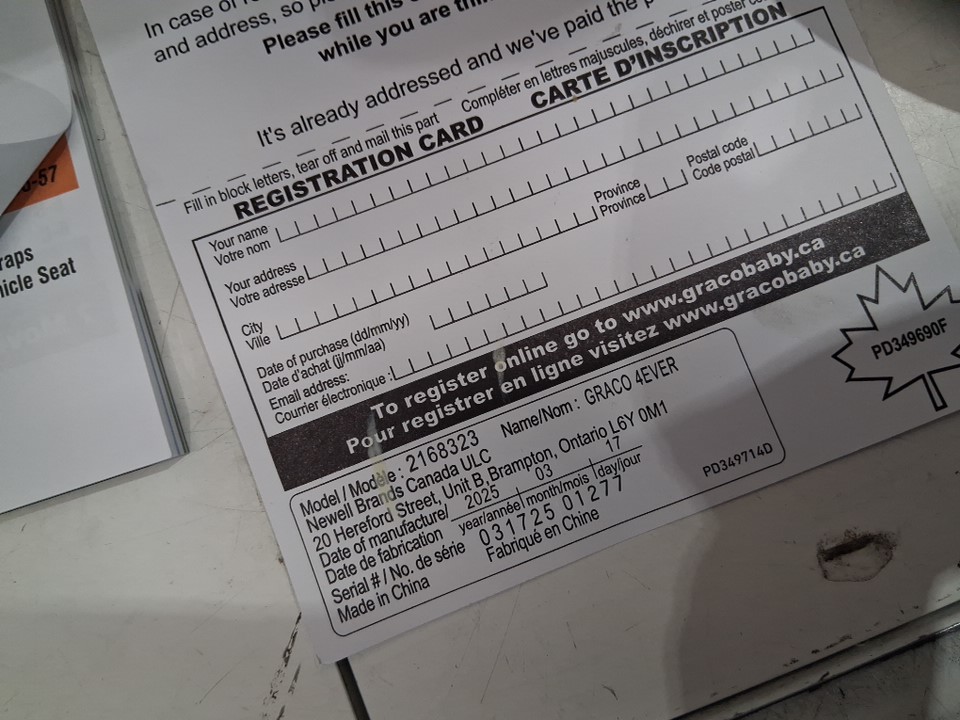 In case of re
and address, so ple
Please fill this
while you are thin
It's already addressed and we've paid the p
Fill in block letters, tear off and mail this part
Compléter en lettres majuscules, déchirer et poster ce
REGISTRATION CARD CARTE D'INSCRIPTION
Your name
Votre nom
Your address
Votre adresse
City
Ville
Province
Province
Postal code
Code postal
Date of purchase (dd/mm/yy)
Date d'achat (jj/mm/aa)
Email address:
Courrier électronique :
To register online go to www.gracobaby.ca
Pour registrer en ligne visitez www.gracobaby.ca
Model / Modèle : 2168323 Name/Nom : GRACO 4EVER
Newell Brands Canada ULC
20 Hereford Street, Unit B, Brampton, Ontario L6Y 0M1
Date of manufacture/ 2025 03 17
Date de fabrication year/année month/mois day/jour
Serial # / No. de série 031725 01277
Made in China Fabriqué en Chine
PD349714D
PD349690F
-57
raps
icle Seat